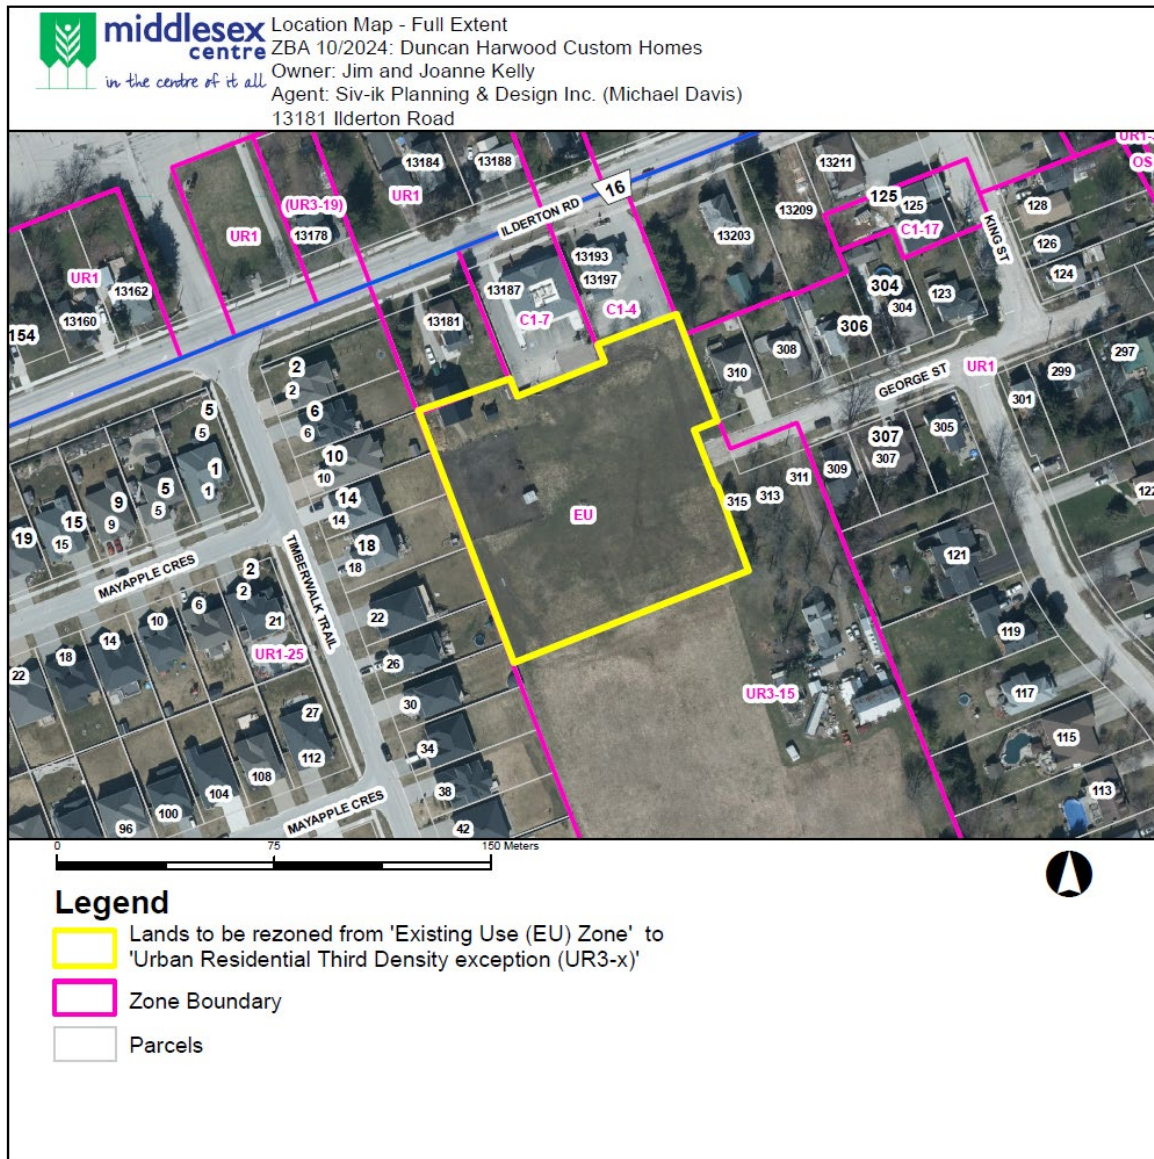 middlesex
centre
in the centre of it all
Location Map - Full Extent
ZBA 10/2024: Duncan Harwood Custom Homes
Owner: Jim and Joanne Kelly
Agent: Siv-ik Planning & Design Inc. (Michael Davis)
13181 Ilderton Road
13184
13188
UR1
16
ILDERTON RD
(UR3-19)
13178
UR1
UR1
13162
13160
154
13211
13209
13203
125
125
C1-17
KING ST
UR1-
OS
128
126
124
123
304
304
306
308
310
13193
13197
C1-4
13187
C1-7
13181
GEORGE ST
UR1
297
299
301
305
307
307
309
311
313
315
EU
2
2
6
6
10
10
14
14
18
18
22
26
30
34
38
42
5
5
1
1
5
5
9
9
15
15
19
MAYAPPLE CRES
TIMBERWALK TRAIL
2
2
6
10
14
18
22
21
UR1-25
27
112
108
104
100
96
MAYAPPLE CRES
UR3-15
122
121
119
117
115
113
0
75
150 Meters
Legend
Lands to be rezoned from 'Existing Use (EU) Zone' to
'Urban Residential Third Density exception (UR3-x)'
Zone Boundary
Parcels